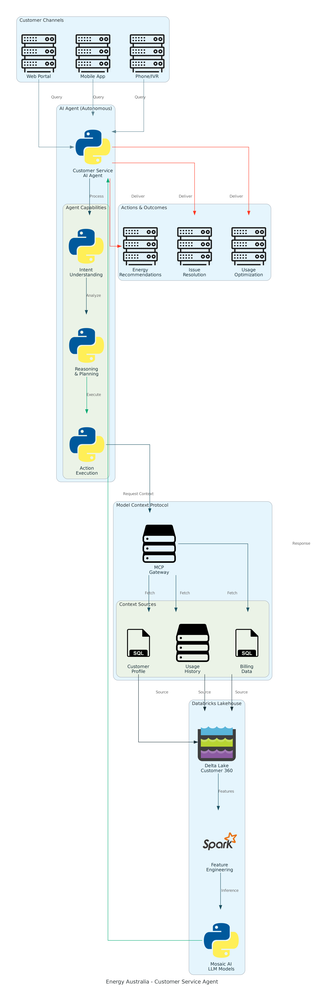 Customer Channels
Web Portal
Mobile App
Phone/IVR
Query
Query
Query
AI Agent (Autonomous)
Customer Service
AI Agent
Process
Deliver
Deliver
Deliver
Agent Capabilities
Actions & Outcomes
Intent
Understanding
Energy
Recommendations
Issue
Resolution
Usage
Optimization
Analyze
Reasoning
& Planning
Execute
Action
Execution
Request Context
Model Context Protocol
MCP
Gateway
Response
Fetch
Fetch
Fetch
Context Sources
SQL
SQL
Customer
Profile
Usage
History
Billing
Data
Source
Source
Source
Databricks Lakehouse
Delta Lake
Customer 360
Features
Spark
Feature
Engineering
Inference
Mosaic AI
LLM Models
Energy Australia - Customer Service Agent